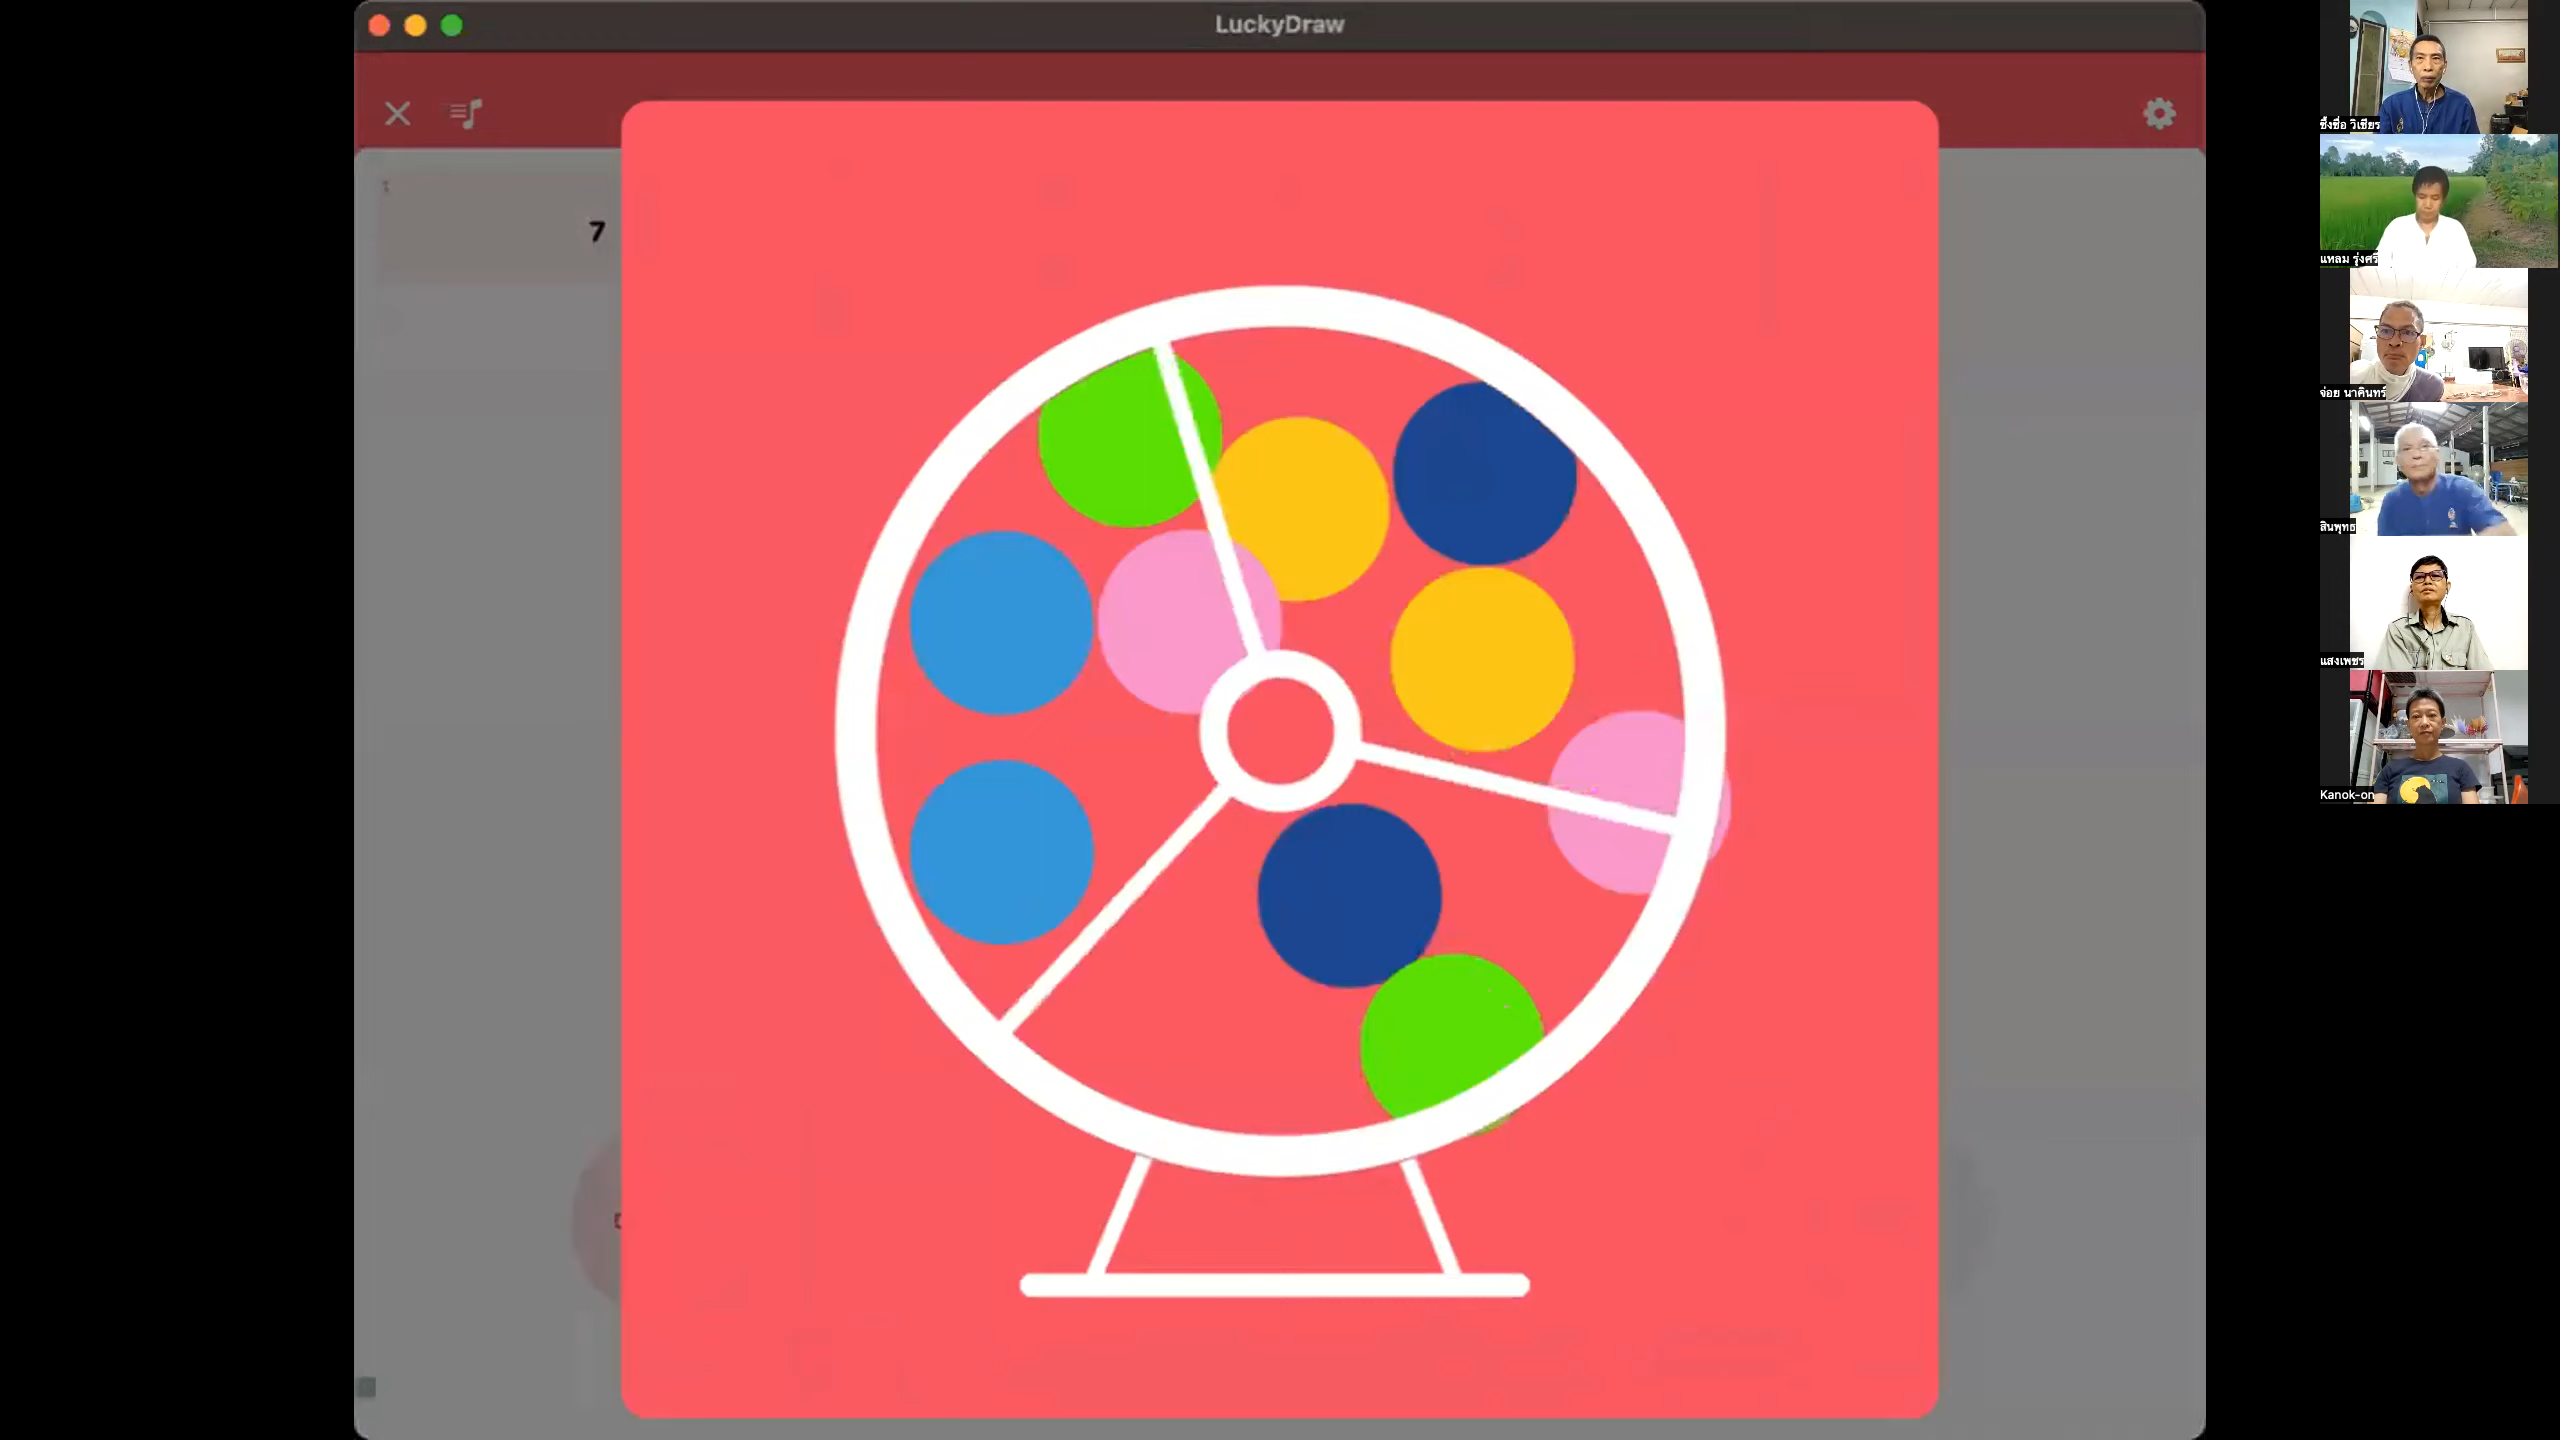 LuckyDraw
7
ซึ้งซื่อ วิเชียร
แหลม รุ่งศรี
จ่อย นาคินทร์
สินพุทธ
แสงเพชร
Kanok-on